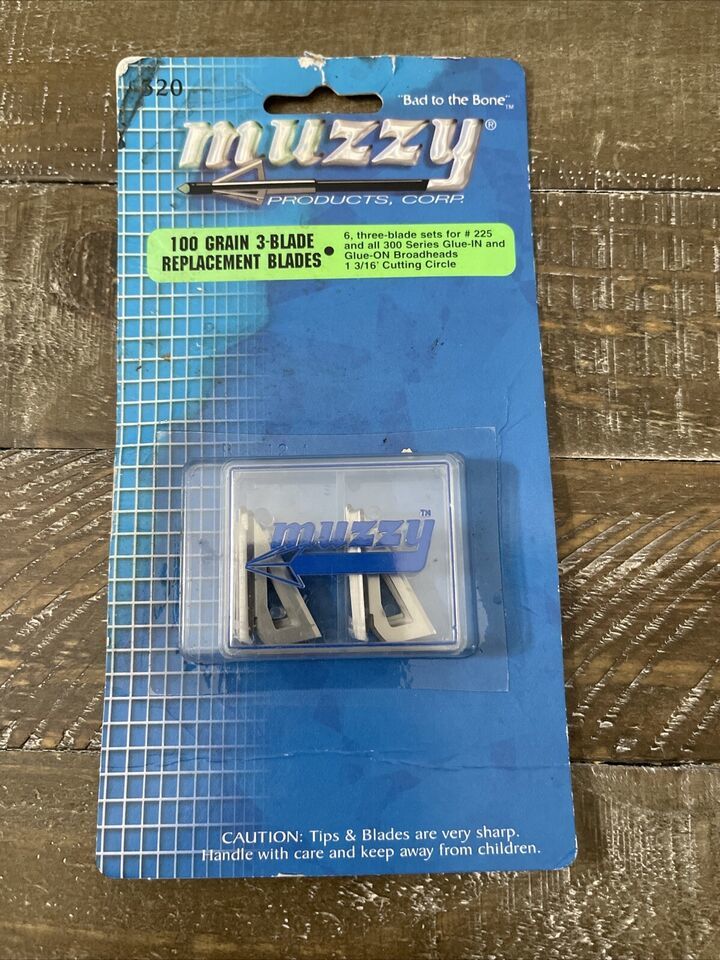 320
"Bad to the Bone"™
muzzy®
PRODUCTS, CORP.
100 GRAIN 3-BLADE
REPLACEMENT BLADES •
6, three-blade sets for # 225
and all 300 Series Glue-IN and
Glue-ON Broadheads
1 3/16" Cutting Circle
muzzy™
CAUTION: Tips & Blades are very sharp.
Handle with care and keep away from children.